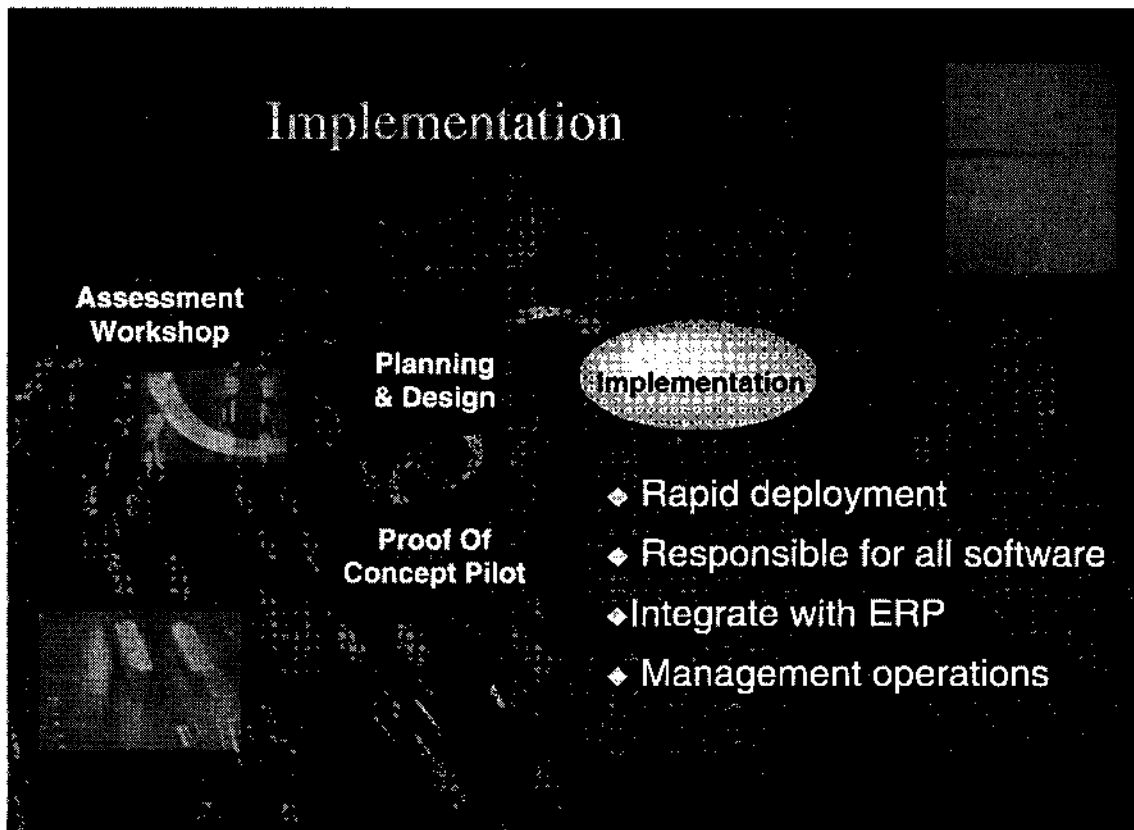 Implementation
Assessment
Workshop
Planning
& Design
Implementation
Proof Of
Concept Pilot
◆ Rapid deployment
◆ Responsible for all software
◆Integrate with ERP
◆ Management operations